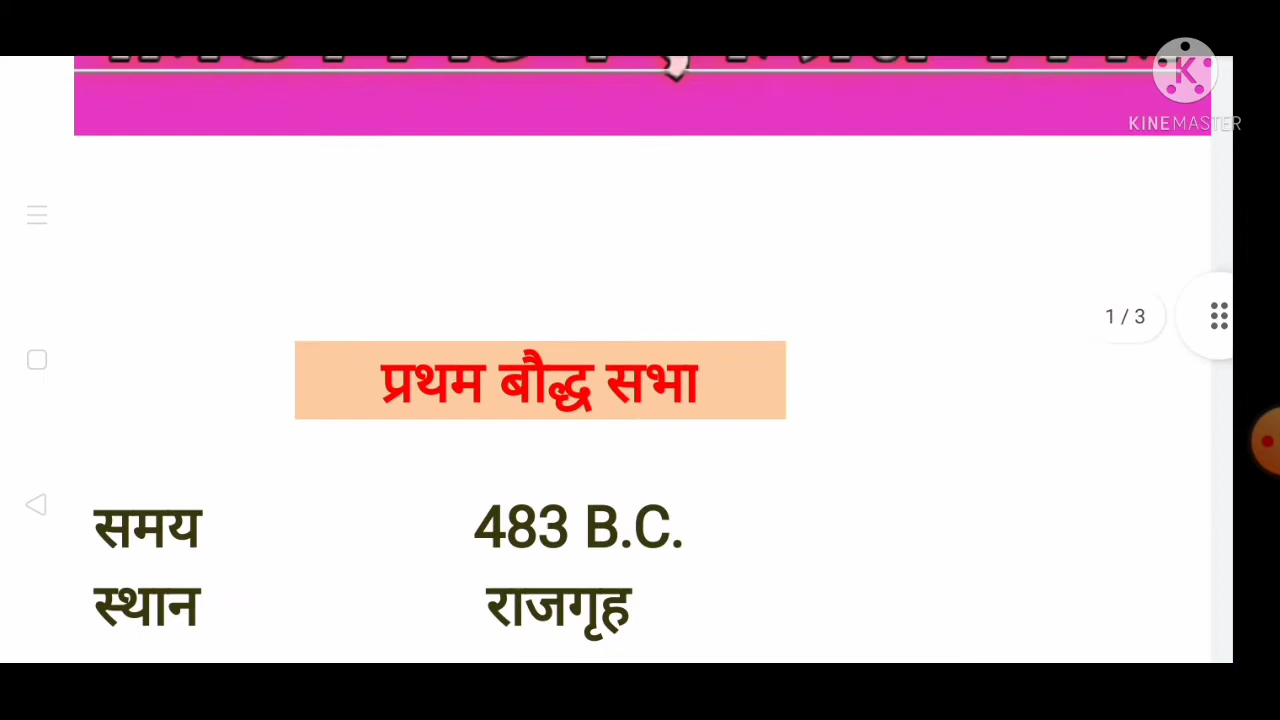 KINEMASTER
1 / 3
प्रथम बौद्ध सभा
समय 483 B.C.
स्थान राजगृह